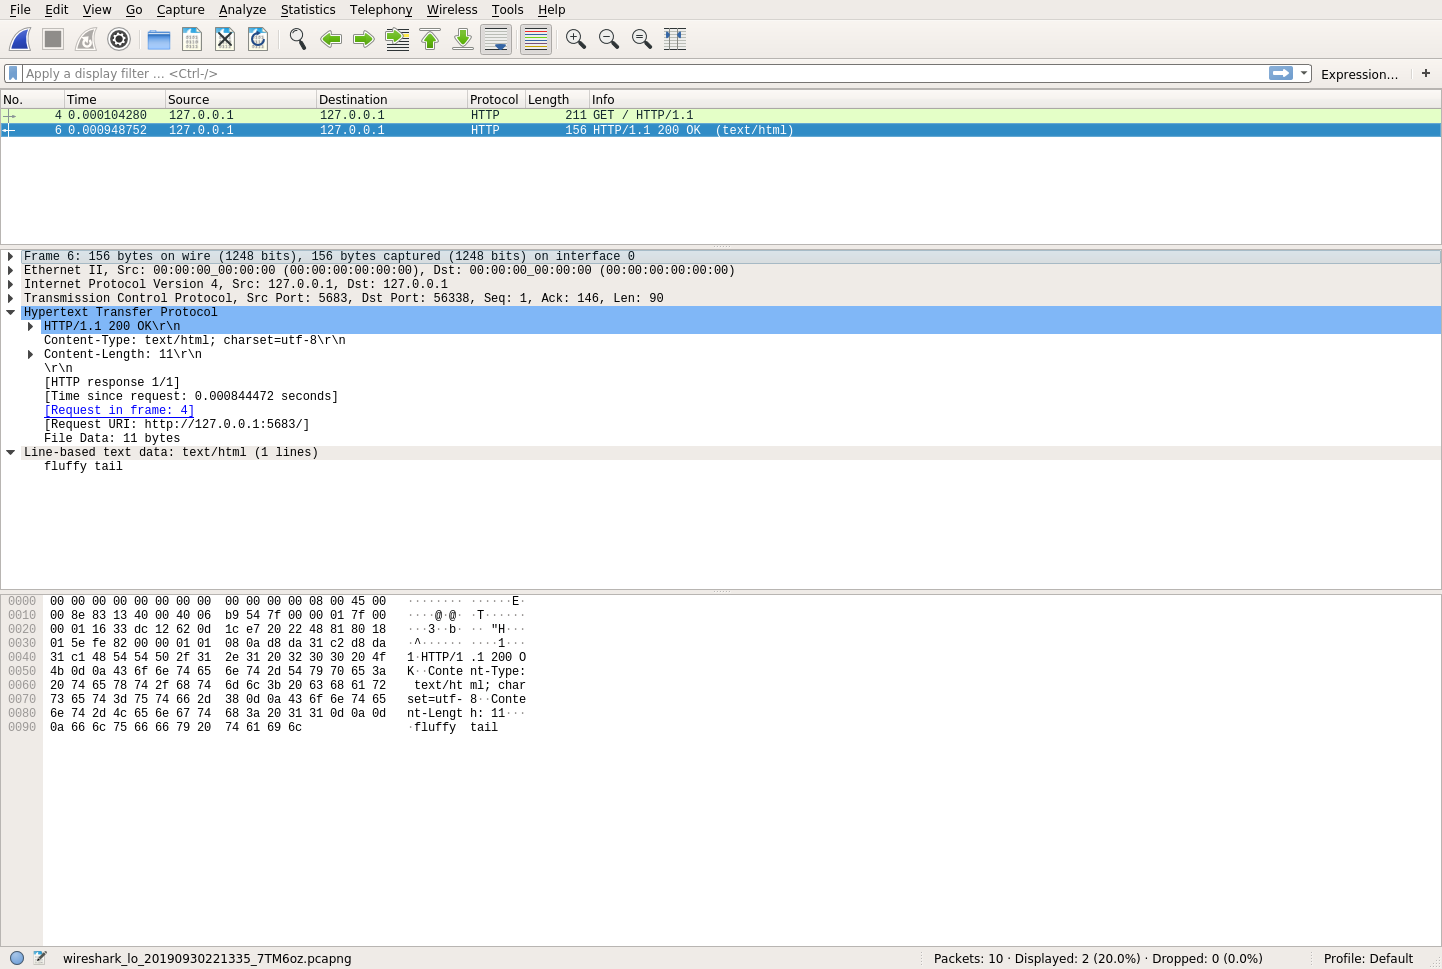 File Edit View Go Capture Analyze Statistics Telephony Wireless Tools Help
Apply a display filter ... <Ctrl-/> Expression... +
No. Time Source Destination Protocol Length Info
4 0.000104280 127.0.0.1 127.0.0.1 HTTP 211 GET / HTTP/1.1
6 0.000948752 127.0.0.1 127.0.0.1 HTTP 156 HTTP/1.1 200 OK  (text/html)
Frame 6: 156 bytes on wire (1248 bits), 156 bytes captured (1248 bits) on interface 0
Ethernet II, Src: 00:00:00_00:00:00 (00:00:00:00:00:00), Dst: 00:00:00_00:00:00 (00:00:00:00:00:00)
Internet Protocol Version 4, Src: 127.0.0.1, Dst: 127.0.0.1
Transmission Control Protocol, Src Port: 5683, Dst Port: 56338, Seq: 1, Ack: 146, Len: 90
Hypertext Transfer Protocol
HTTP/1.1 200 OK\r\n
Content-Type: text/html; charset=utf-8\r\n
Content-Length: 11\r\n
\r\n
[HTTP response 1/1]
[Time since request: 0.000844472 seconds]
[Request in frame: 4]
[Request URI: http://127.0.0.1:5683/]
File Data: 11 bytes
Line-based text data: text/html (1 lines)
fluffy tail
0000 00 00 00 00 00 00 00 00 00 00 00 00 08 00 45 00 ········ ······E·
0010 00 8e 83 13 40 00 40 06 b9 54 7f 00 00 01 7f 00 ····@·@· ·T······
0020 00 01 16 33 dc 12 62 0d 1c e7 20 22 48 81 80 18 ···3··b· ·· "H···
0030 01 5e fe 82 00 00 01 01 08 0a d8 da 31 c2 d8 da ·^······ ····1···
0040 31 c1 48 54 54 50 2f 31 2e 31 20 32 30 30 20 4f 1·HTTP/1 .1 200 O
0050 4b 0d 0a 43 6f 6e 74 65 6e 74 2d 54 79 70 65 3a K··Conte nt-Type:
0060 20 74 65 78 74 2f 68 74 6d 6c 3b 20 63 68 61 72 text/ht ml; char
0070 73 65 74 3d 75 74 66 2d 38 0d 0a 43 6f 6e 74 65 set=utf- 8··Conte
0080 6e 74 2d 4c 65 6e 67 74 68 3a 20 31 31 0d 0a 0d nt-Lengt h: 11···
0090 0a 66 6c 75 66 66 79 20 74 61 69 6c ·fluffy tail
wireshark_lo_20190930221335_7TM6oz.pcapng Packets: 10 · Displayed: 2 (20.0%) · Dropped: 0 (0.0%) Profile: Default